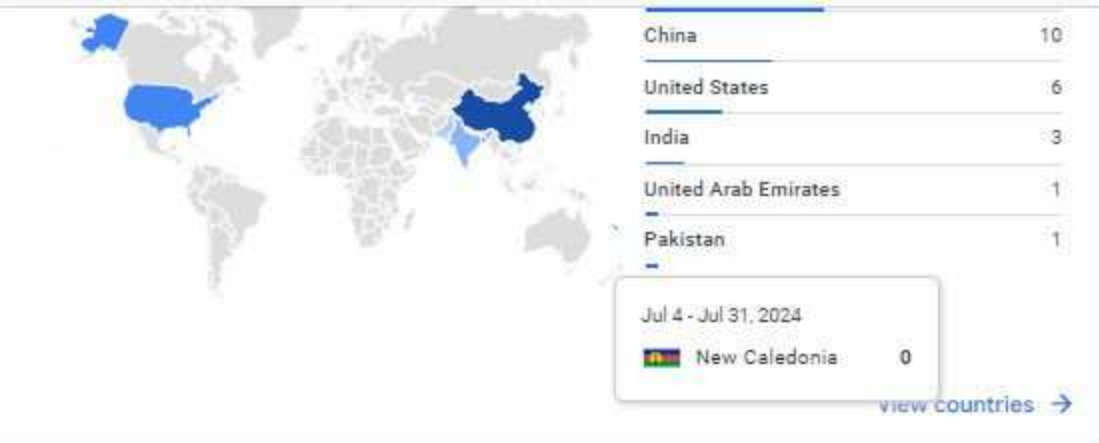 China 10
United States 6
India 3
United Arab Emirates 1
Pakistan 1
Jul 4 - Jul 31, 2024
New Caledonia 0
View countries →